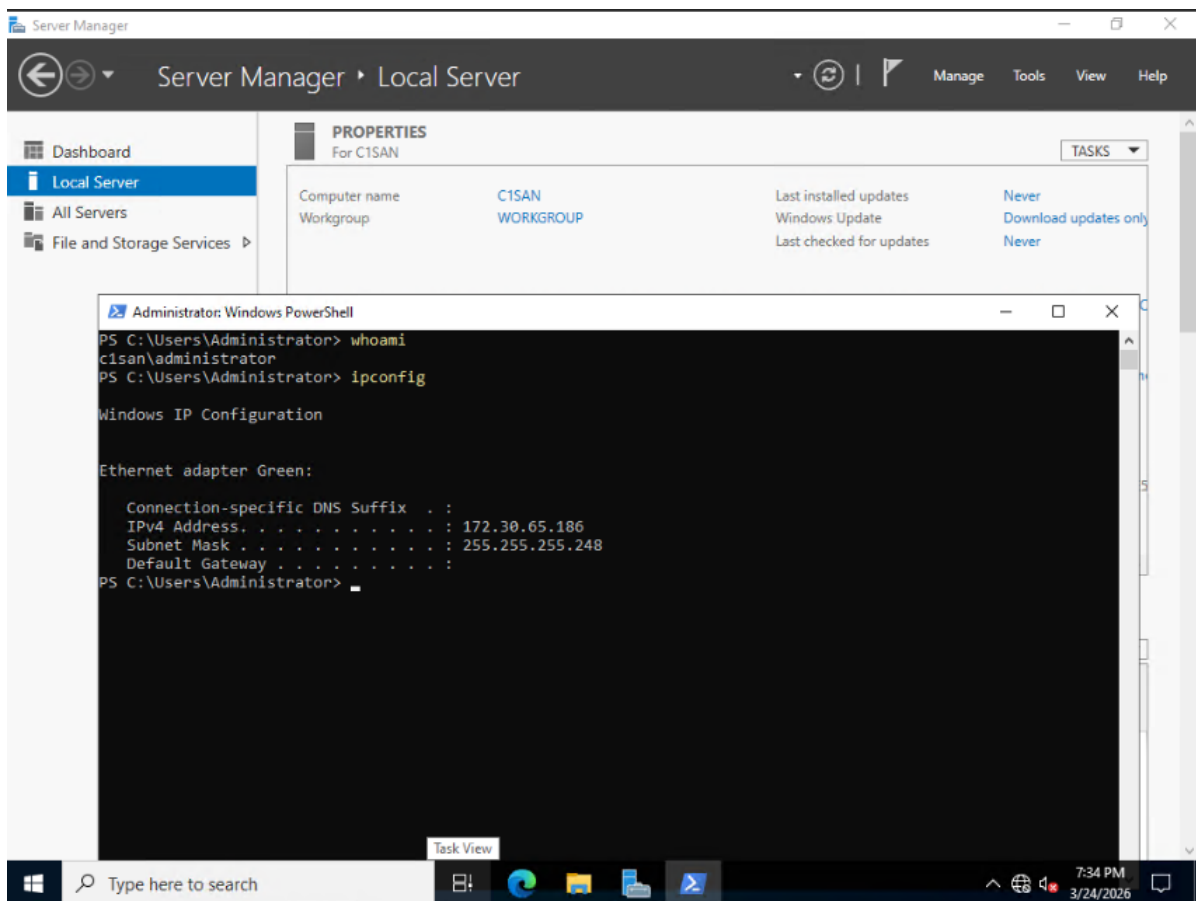 Server Manager
Server Manager ‣ Local Server
Manage Tools View Help
Dashboard
Local Server
All Servers
File and Storage Services
PROPERTIES
For C1SAN
TASKS
Computer name C1SAN Last installed updates Never
Workgroup WORKGROUP Windows Update Download updates only
Last checked for updates Never
Administrator: Windows PowerShell
PS C:\Users\Administrator> whoami
c1san\administrator
PS C:\Users\Administrator> ipconfig
Windows IP Configuration
Ethernet adapter Green:
Connection-specific DNS Suffix . :
IPv4 Address. . . . . . . . . . . : 172.30.65.186
Subnet Mask . . . . . . . . . . . : 255.255.255.248
Default Gateway . . . . . . . . . :
PS C:\Users\Administrator>
Task View
Type here to search
7:34 PM
3/24/2026